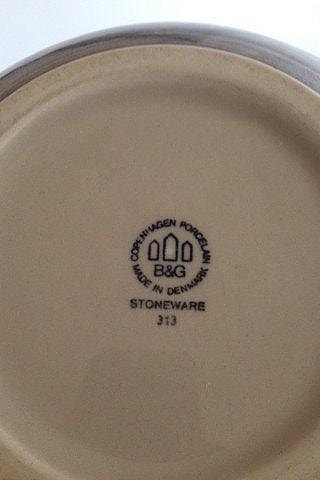 COPENHAGEN PORCELAIN
B&G
MADE IN DENMARK
STONEWARE
313